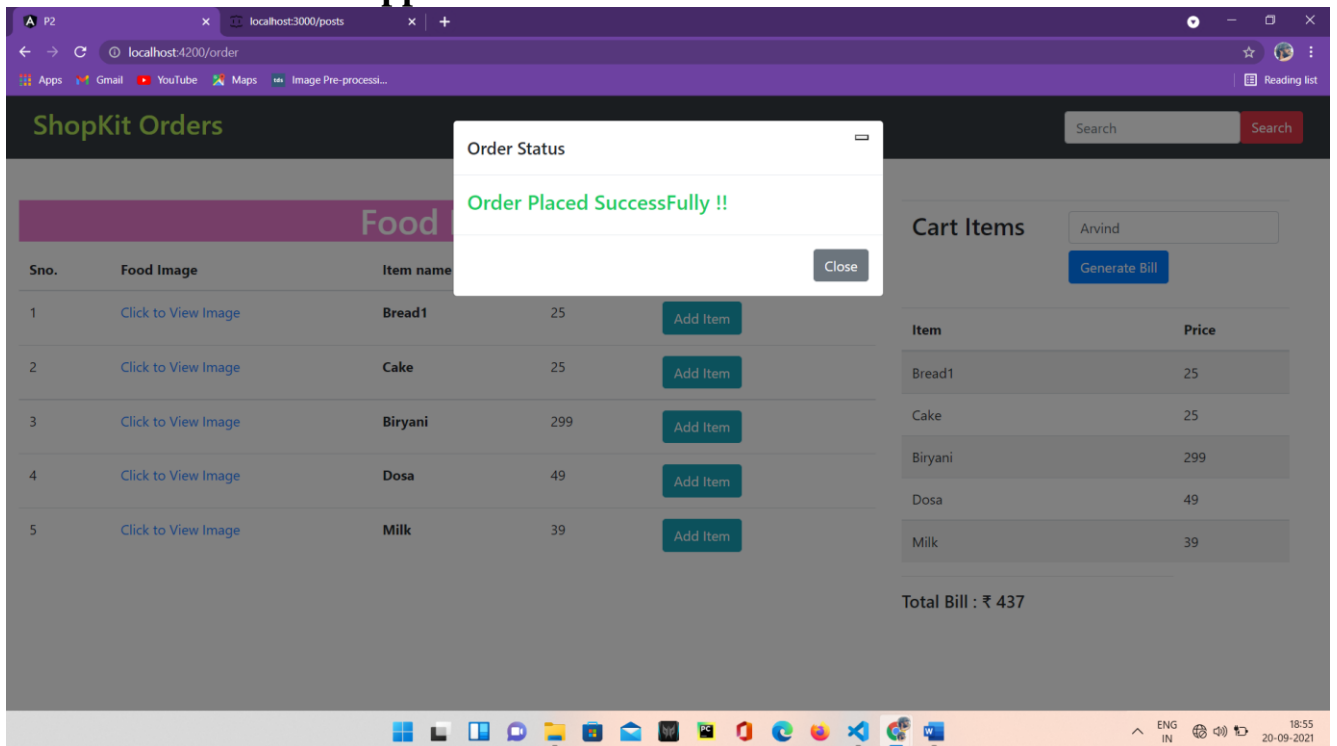 App
P2
localhost:3000/posts
localhost:4200/order
Apps Gmail YouTube Maps Image Pre-processi... Reading list
ShopKit Orders
Search Search
Order Status
Order Placed SuccessFully !!
Close
Food
Cart Items Arvind
Generate Bill
Sno. Food Image Item name
1 Click to View Image Bread1 25 Add Item
2 Click to View Image Cake 25 Add Item
3 Click to View Image Biryani 299 Add Item
4 Click to View Image Dosa 49 Add Item
5 Click to View Image Milk 39 Add Item
Item Price
Bread1 25
Cake 25
Biryani 299
Dosa 49
Milk 39
Total Bill : ₹ 437
ENG
IN
18:55
20-09-2021